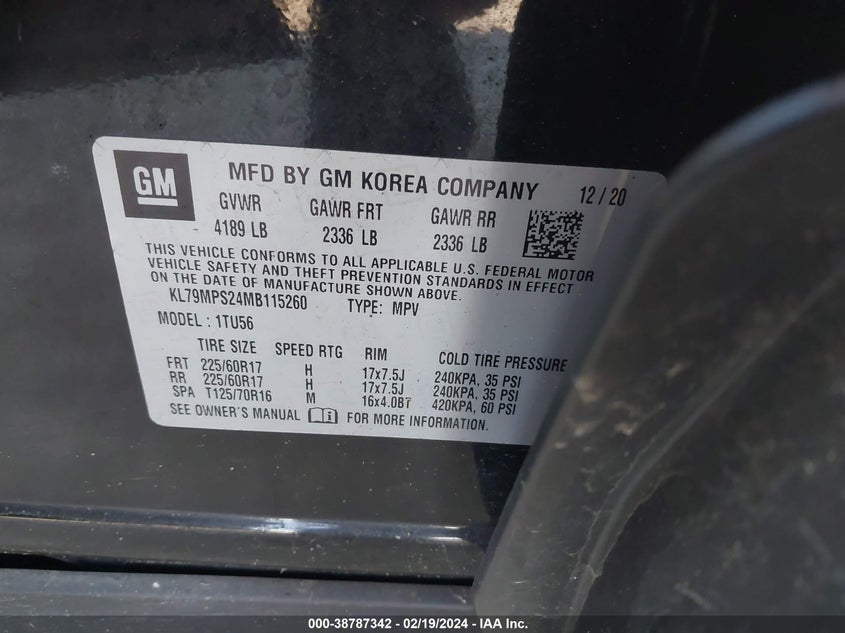 GM
MFD BY GM KOREA COMPANY 12/20
GVWR GAWR FRT GAWR RR
4189 LB 2336 LB 2336 LB
THIS VEHICLE CONFORMS TO ALL APPLICABLE U.S. FEDERAL MOTOR
VEHICLE SAFETY AND THEFT PREVENTION STANDARDS IN EFFECT
ON THE DATE OF MANUFACTURE SHOWN ABOVE.
KL79MPS24MB115260 TYPE: MPV
MODEL: 1TU56
TIRE SIZE SPEED RTG RIM COLD TIRE PRESSURE
FRT 225/60R17 H 17x7.5J 240KPA, 35 PSI
RR 225/60R17 H 17x7.5J 240KPA, 35 PSI
SPA T125/70R16 M 16x4.0BT 420KPA, 60 PSI
SEE OWNER'S MANUAL i FOR MORE INFORMATION.
000-38787342 / 02/19/2024 - IAA Inc.